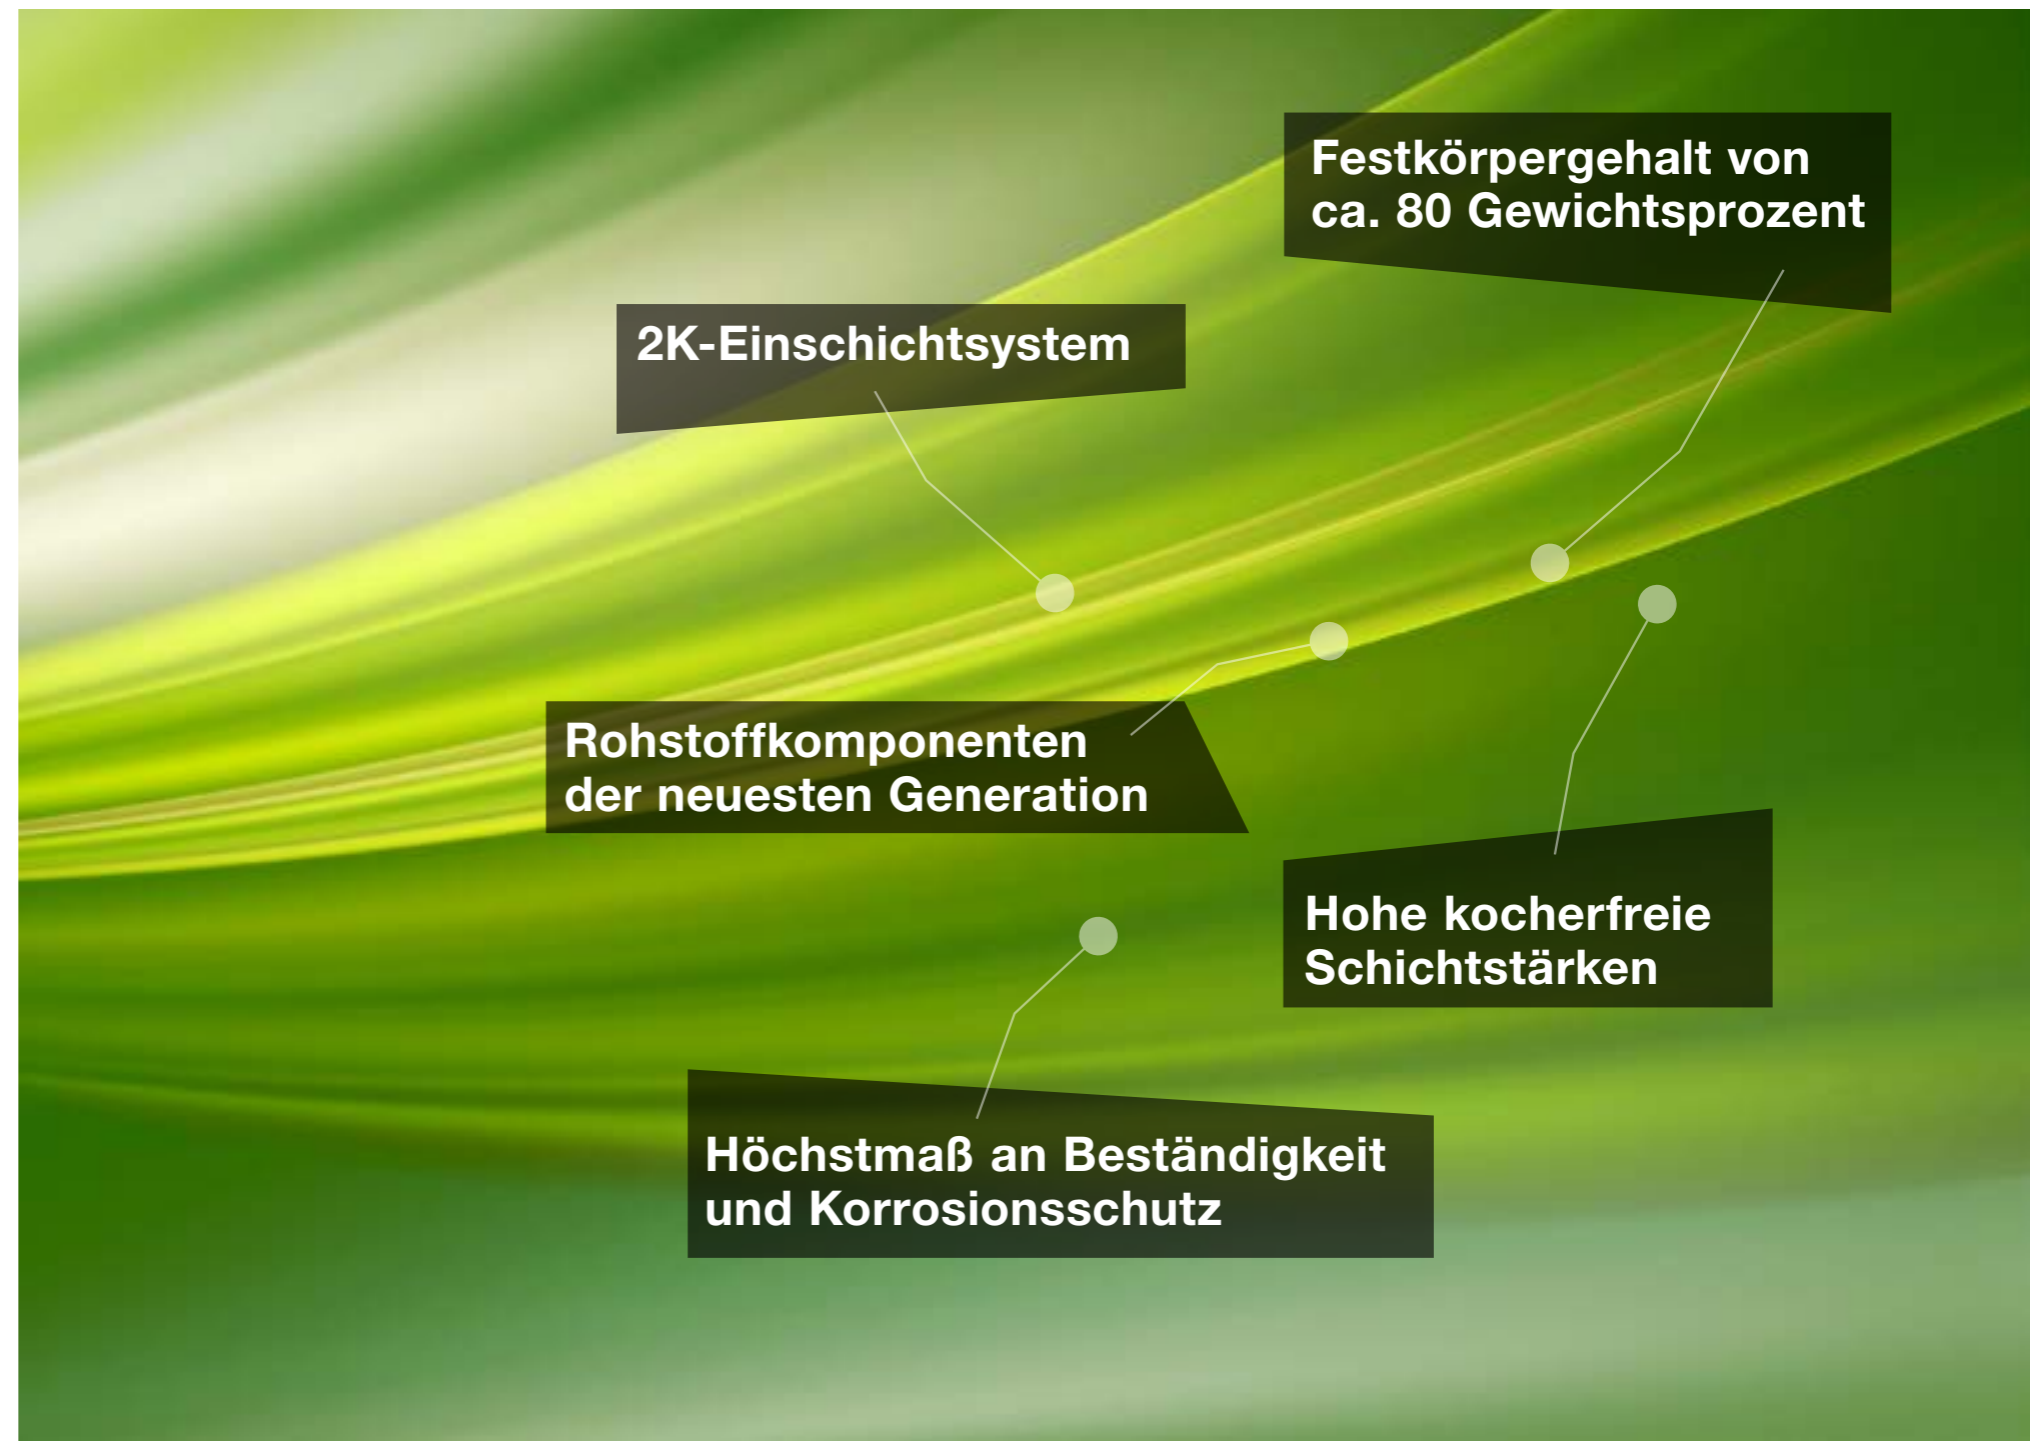 Festkörpergehalt von
ca. 80 Gewichtsprozent
2K-Einschichtsystem
Rohstoffkomponenten
der neuesten Generation
Hohe kocherfreie
Schichtstärken
Höchstmaß an Beständigkeit
und Korrosionsschutz